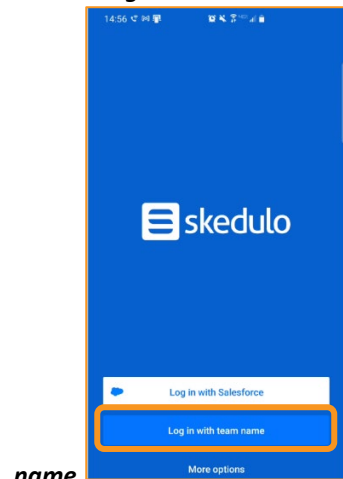 14:56
skedulo
Log in with Salesforce
Log in with team name
More options
name